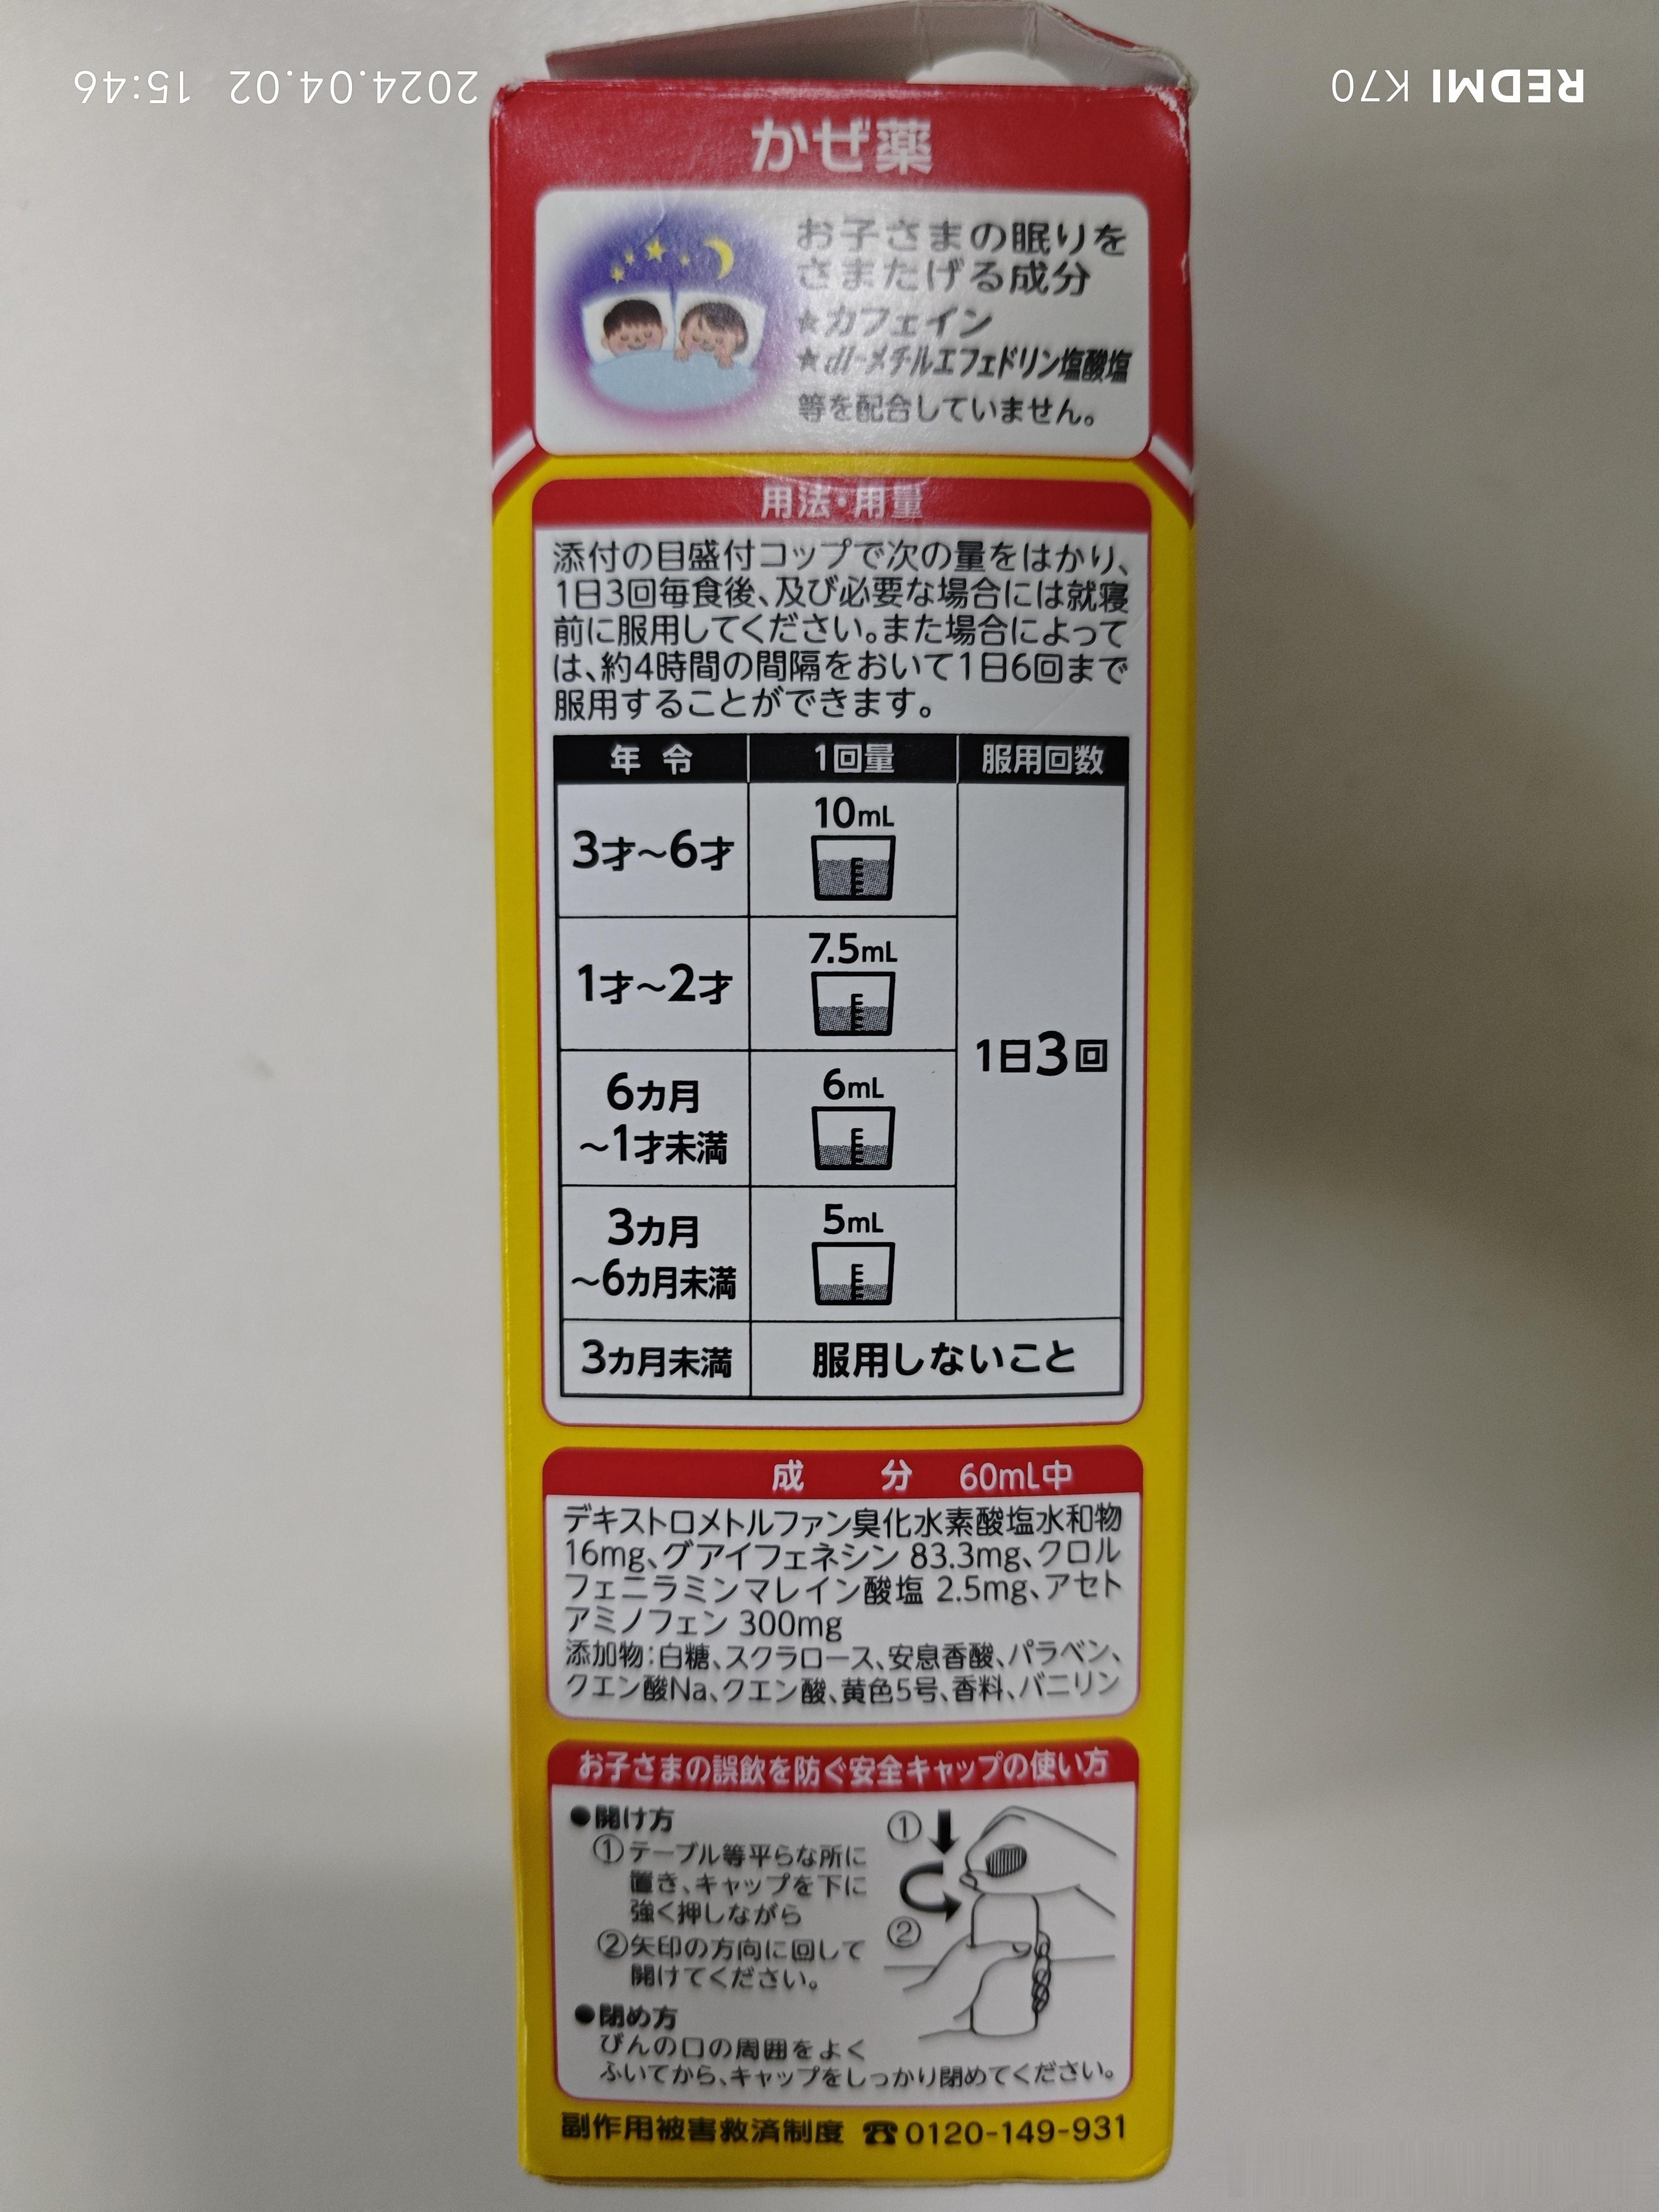 REDMI K70
2024.04.02 15:46
かぜ薬
お子さまの眠りを
さまたげる成分
★カフェイン
★dl-メチルエフェドリン塩酸塩
等を配合していません。
用法・用量
添付の目盛付コップで次の量をはかり、
1日3回毎食後、及び必要な場合には就寝
前に服用してください。また場合によって
は、約4時間の間隔をおいて1日6回まで
服用することができます。
年令 1回量 服用回数
3才～6才 10mL
1才～2才 7.5mL
1日3回
6カ月 6mL
～1才未満
3カ月 5mL
～6カ月未満
3カ月未満 服用しないこと
成分 60mL中
デキストロメトルファン臭化水素酸塩水和物
16mg、グアイフェネシン 83.3mg、クロル
フェニラミンマレイン酸塩 2.5mg、アセト
アミノフェン 300mg
添加物：白糖、スクラロース、安息香酸、パラベン、
クエン酸Na、クエン酸、黄色5号、香料、バニリン
お子さまの誤飲を防ぐ安全キャップの使い方
●開け方
①テーブル等平らな所に
置き、キャップを下に
強く押しながら
②矢印の方向に回して
開けてください。
①
②
●閉め方
びんの口の周囲をよく
ふいてから、キャップをしっかり閉めてください。
副作用被害救済制度 ☎0120-149-931